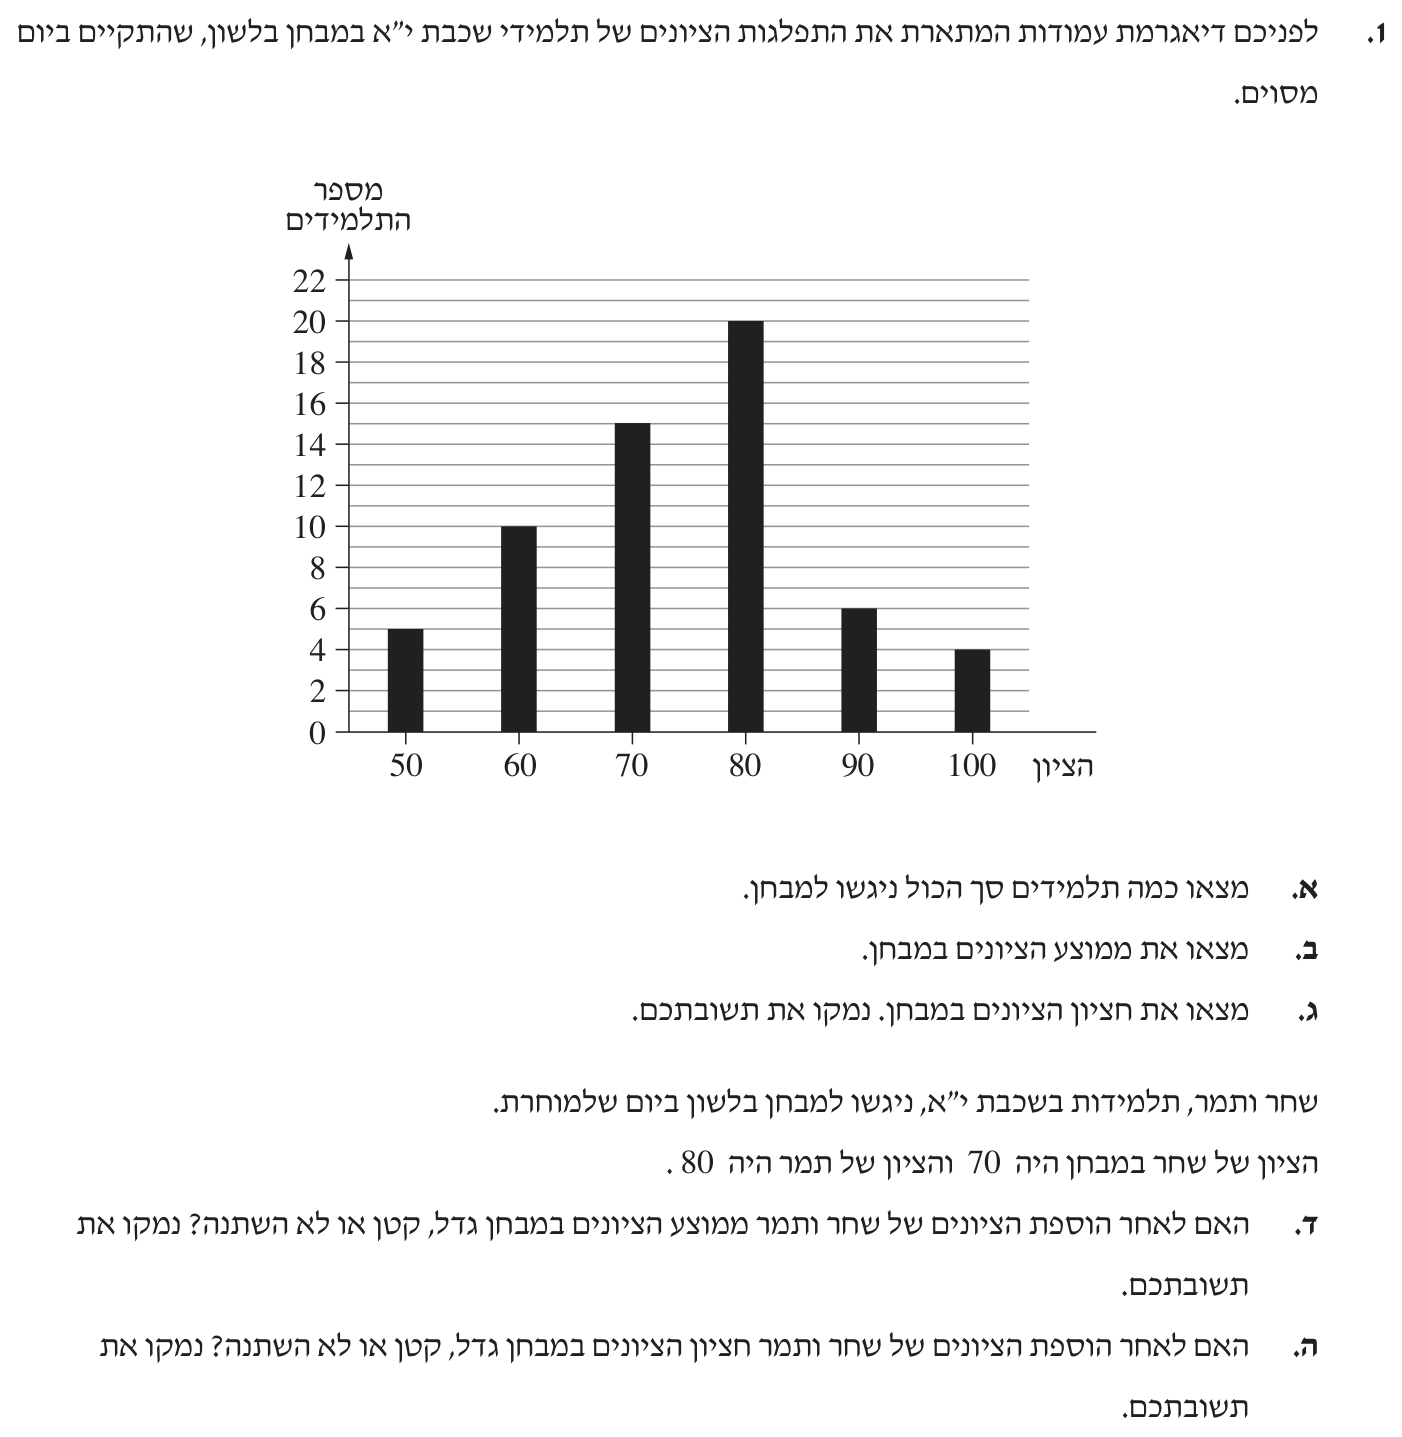 1. לפניכם דיאגרמת עמודות המתארת את התפלגות הציונים של תלמידי שכבת י"א במבחן בלשון, שהתקיים ביום
מסוים.
מספר
התלמידים
22
20
18
16
14
12
10
8
6
4
2
0
50 60 70 80 90 100 הציון
א. מצאו כמה תלמידים סך הכול ניגשו למבחן.
ב. מצאו את ממוצע הציונים במבחן.
ג. מצאו את חציון הציונים במבחן. נמקו את תשובתכם.
שחר ותמר, תלמידות בשכבת י"א, ניגשו למבחן בלשון ביום שלמוחרת.
הציון של שחר במבחן היה 70 והציון של תמר היה 80 .
ד. האם לאחר הוספת הציונים של שחר ותמר ממוצע הציונים במבחן גדל, קטן או לא השתנה? נמקו את
תשובתכם.
ה. האם לאחר הוספת הציונים של שחר ותמר חציון הציונים במבחן גדל, קטן או לא השתנה? נמקו את
תשובתכם.